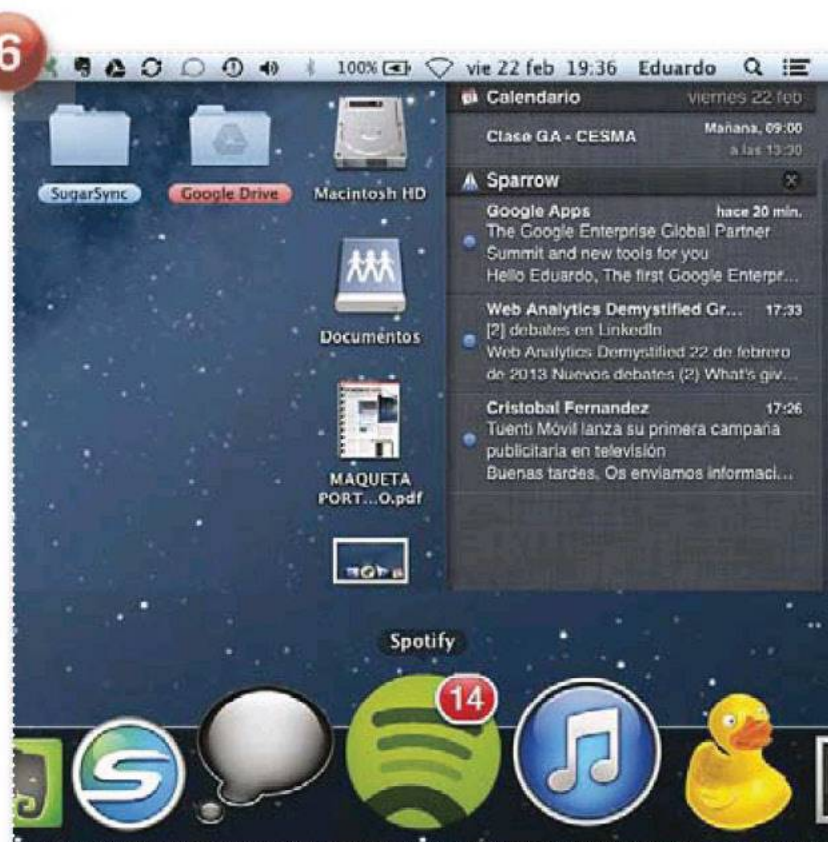 6
100% vie 22 feb 19:36 Eduardo
SugarSync
Google Drive
Macintosh HD
Documentos
MAQUETA
PORT...O.pdf
Calendario viernes 22 feb
Clase GA - CESMA Mañana, 09:00
a las 13:30
Sparrow
Google Apps hace 20 min.
The Google Enterprise Global Partner
Summit and new tools for you
Hello Eduardo, The first Google Enterpr...
Web Analytics Demystified Gr... 17:33
[2] debates en LinkedIn
Web Analytics Demystified 22 de febrero
de 2013 Nuevos debates (2) What's giv...
Cristobal Fernandez 17:26
Tuenti Móvil lanza su primera campaña
publicitaria en televisión
Buenas tardes, Os enviamos informaci...
Spotify
14